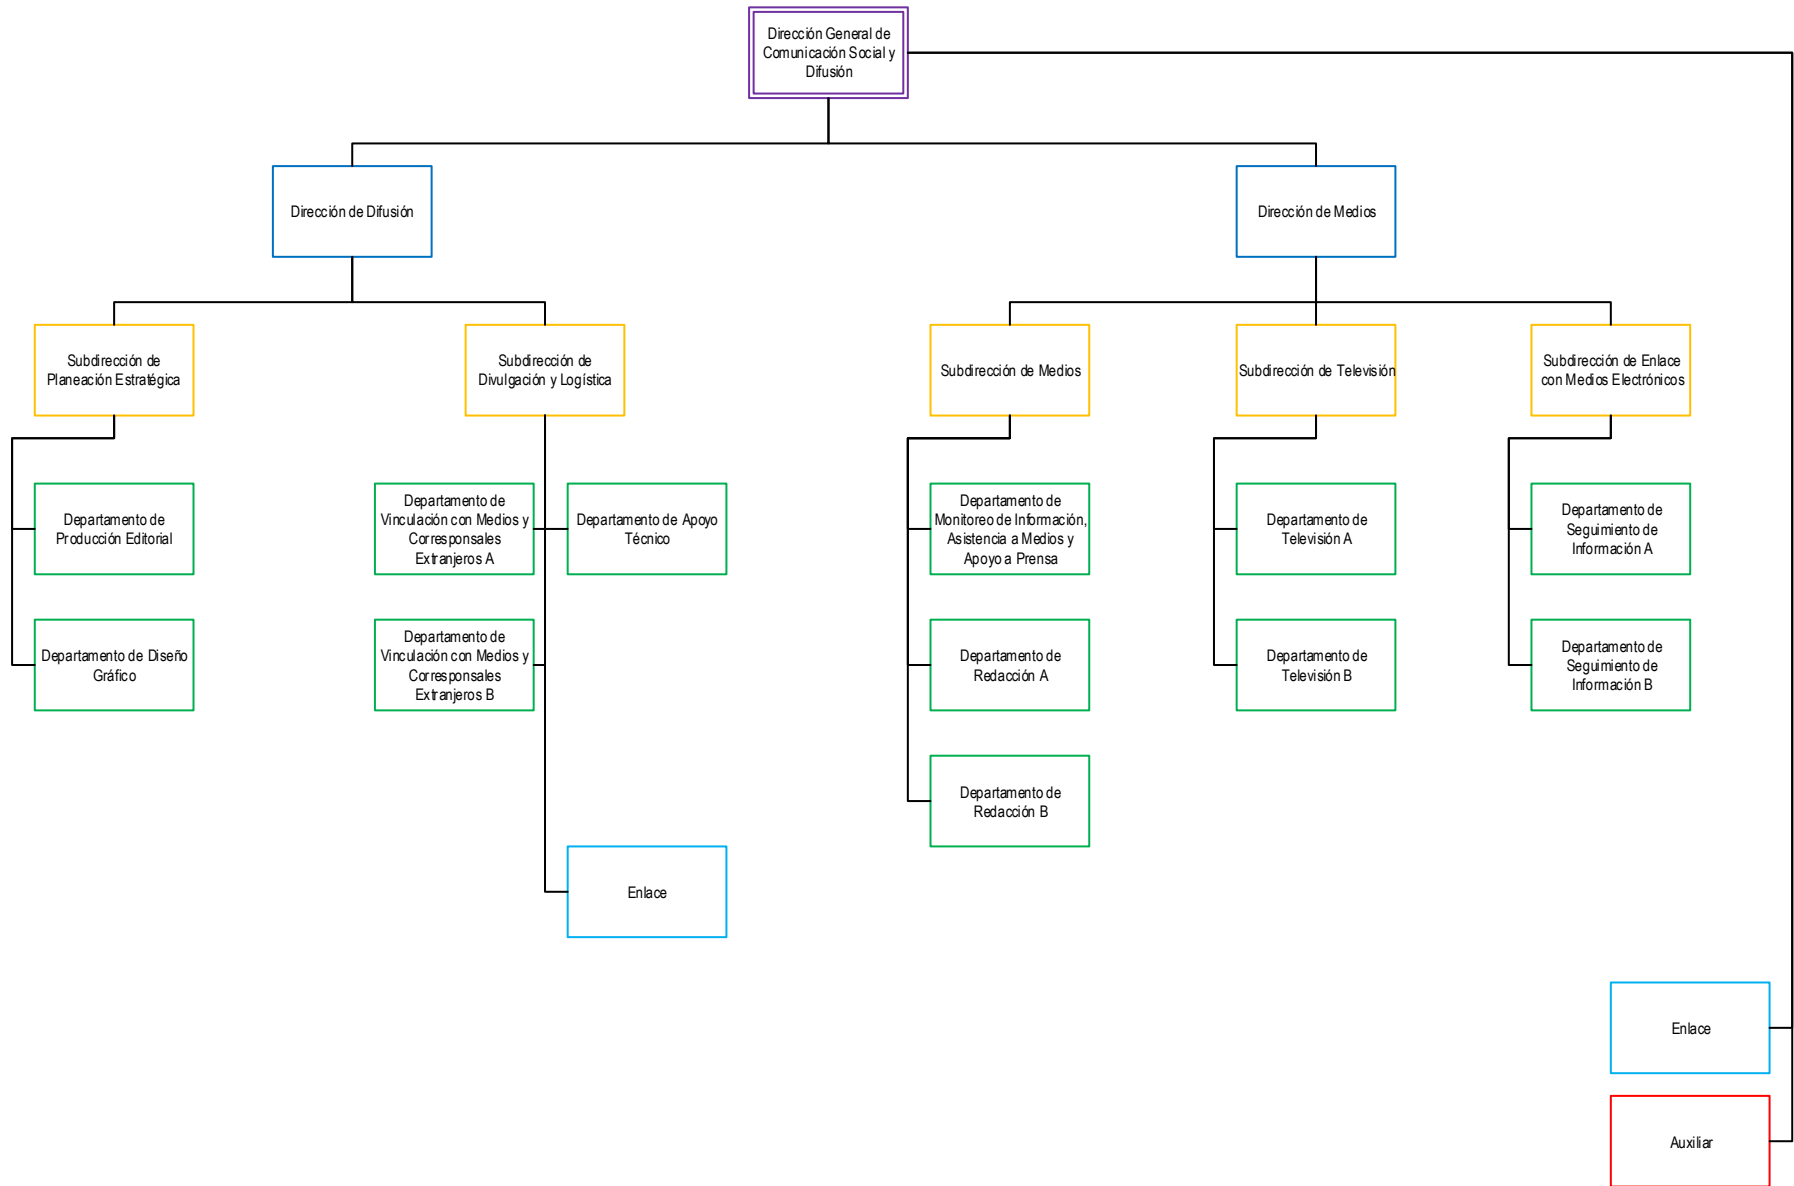 Dirección General de
Comunicación Social y
Difusión
Dirección de Difusión
Dirección de Medios
Subdirección de
Planeación Estratégica
Subdirección de
Divulgación y Logística
Subdirección de Medios
Subdirección de Televisión
Subdirección de Enlace
con Medios Electrónicos
Departamento de
Producción Editorial
Departamento de
Vinculación con Medios y
Corresponsales
Extranjeros A
Departamento de Apoyo
Técnico
Departamento de
Monitoreo de Información,
Asistencia a Medios y
Apoyo a Prensa
Departamento de
Televisión A
Departamento de
Seguimiento de
Información A
Departamento de Diseño
Gráfico
Departamento de
Vinculación con Medios y
Corresponsales
Extranjeros B
Departamento de
Redacción A
Departamento de
Televisión B
Departamento de
Seguimiento de
Información B
Departamento de
Redacción B
Enlace
Enlace
Auxiliar